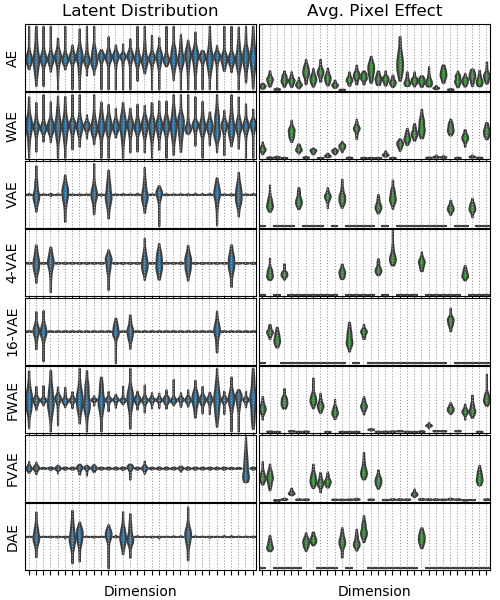 Latent Distribution
Avg. Pixel Effect
AE
WAE
VAE
4-VAE
16-VAE
FWAE
FVAE
DAE
Dimension
Dimension